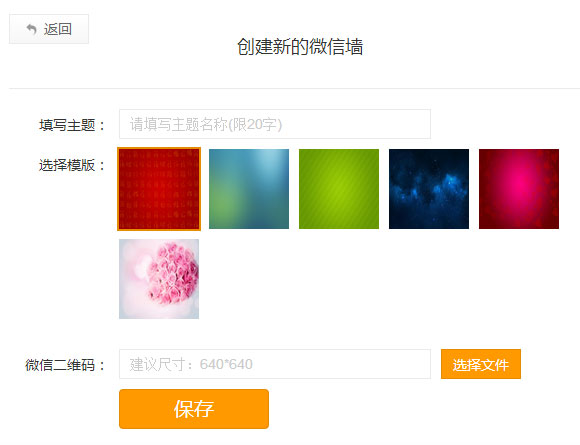 返回
创建新的微信墙
填写主题： 请填写主题名称(限20字)
选择模版：
微信二维码： 建议尺寸：640*640 选择文件
保存